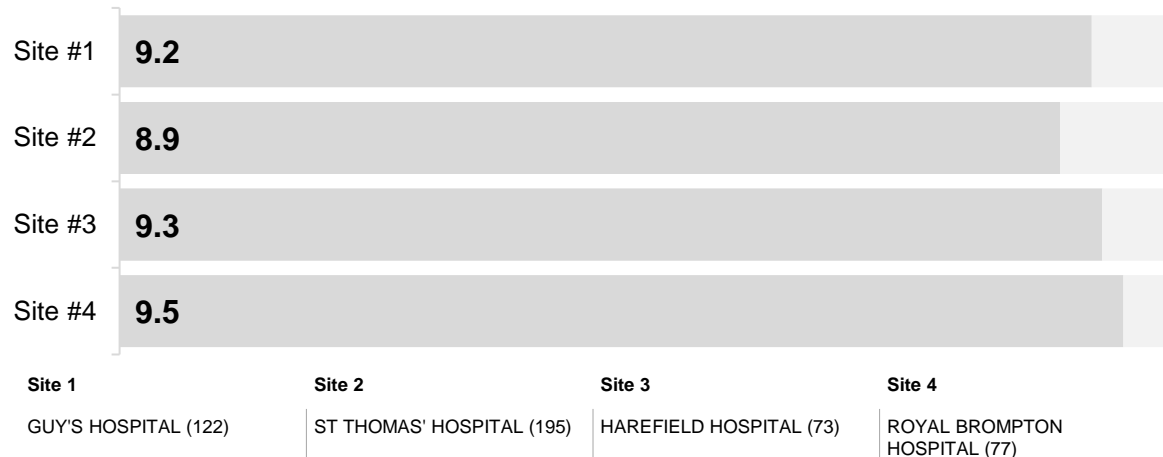 Site #1 9.2
Site #2 8.9
Site #3 9.3
Site #4 9.5
Site 1 Site 2 Site 3 Site 4
GUY'S HOSPITAL (122) ST THOMAS' HOSPITAL (195) HAREFIELD HOSPITAL (73) ROYAL BROMPTON
HOSPITAL (77)